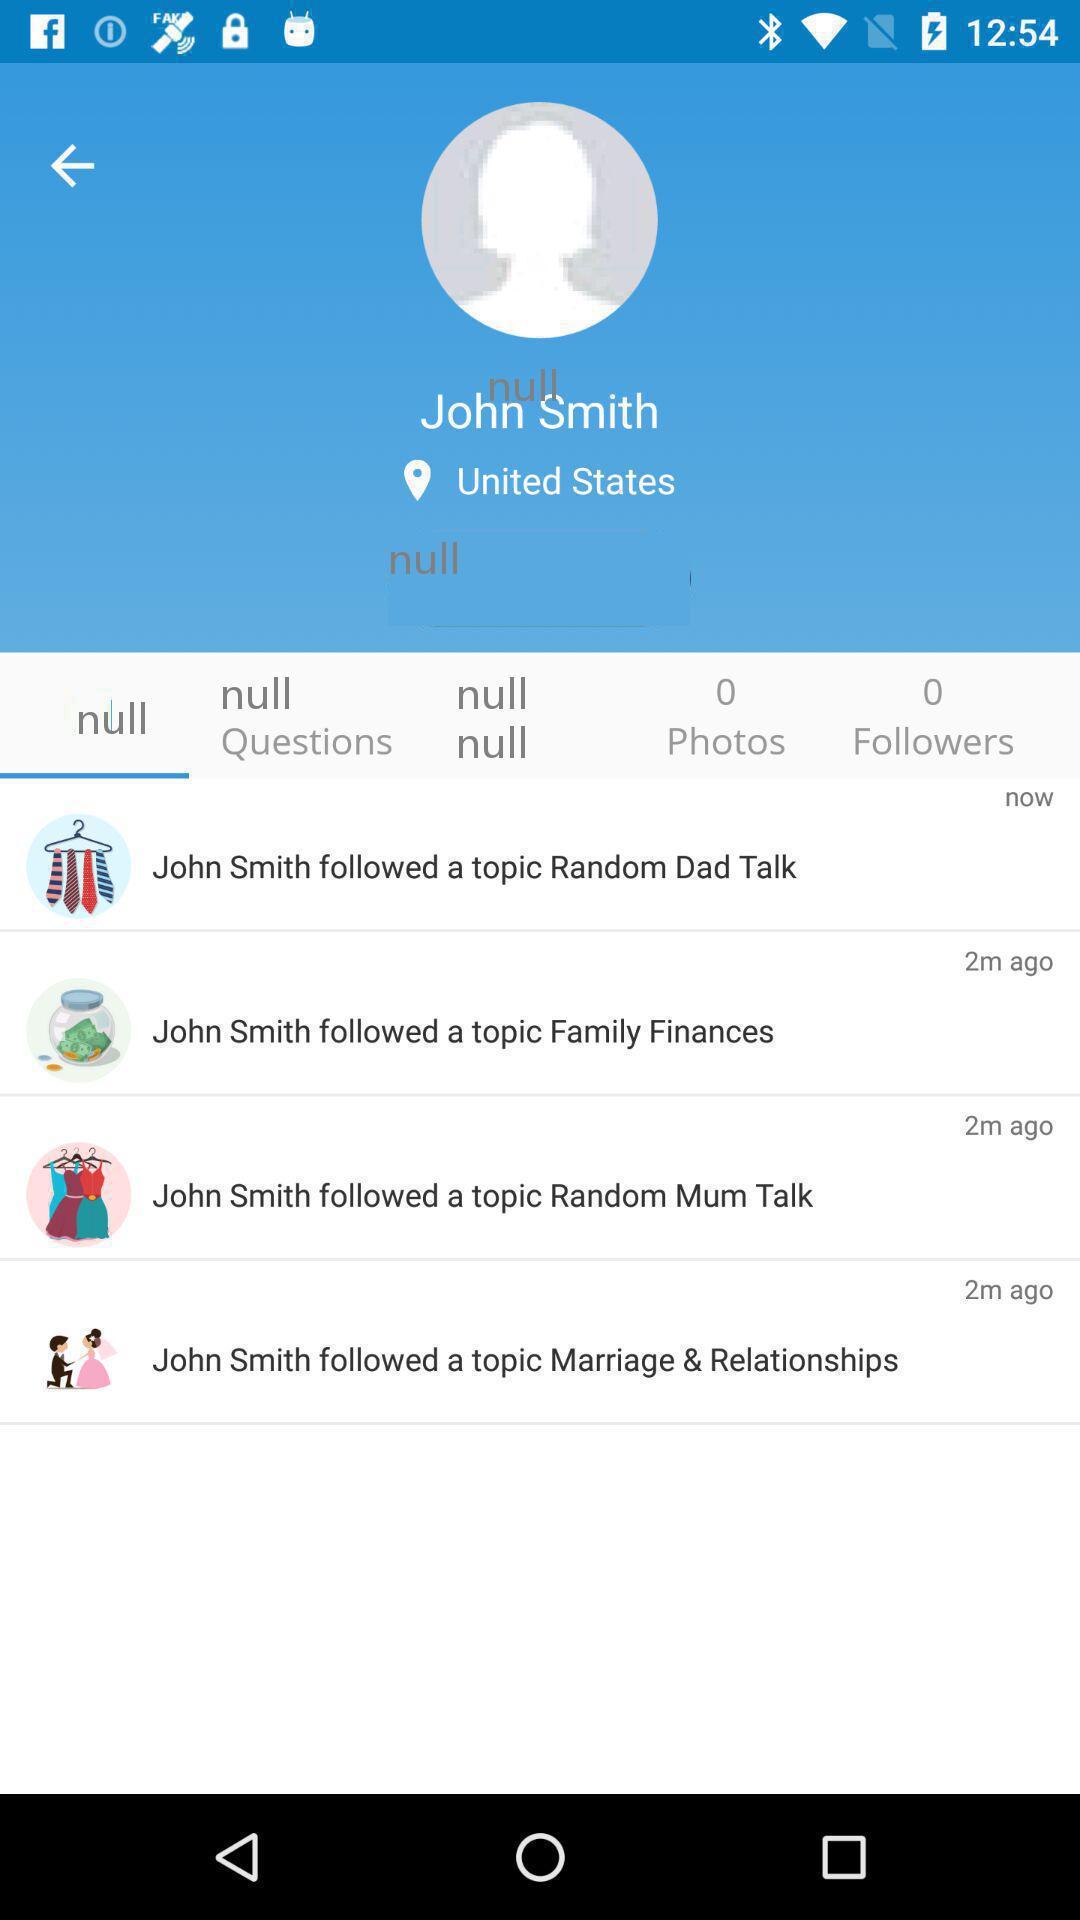 FAKE
12:54
null
John Smith
United States
null
null
null
Questions
null
null
0
Photos
0
Followers
now
John Smith followed a topic Random Dad Talk
2m ago
John Smith followed a topic Family Finances
2m ago
John Smith followed a topic Random Mum Talk
2m ago
John Smith followed a topic Marriage & Relationships